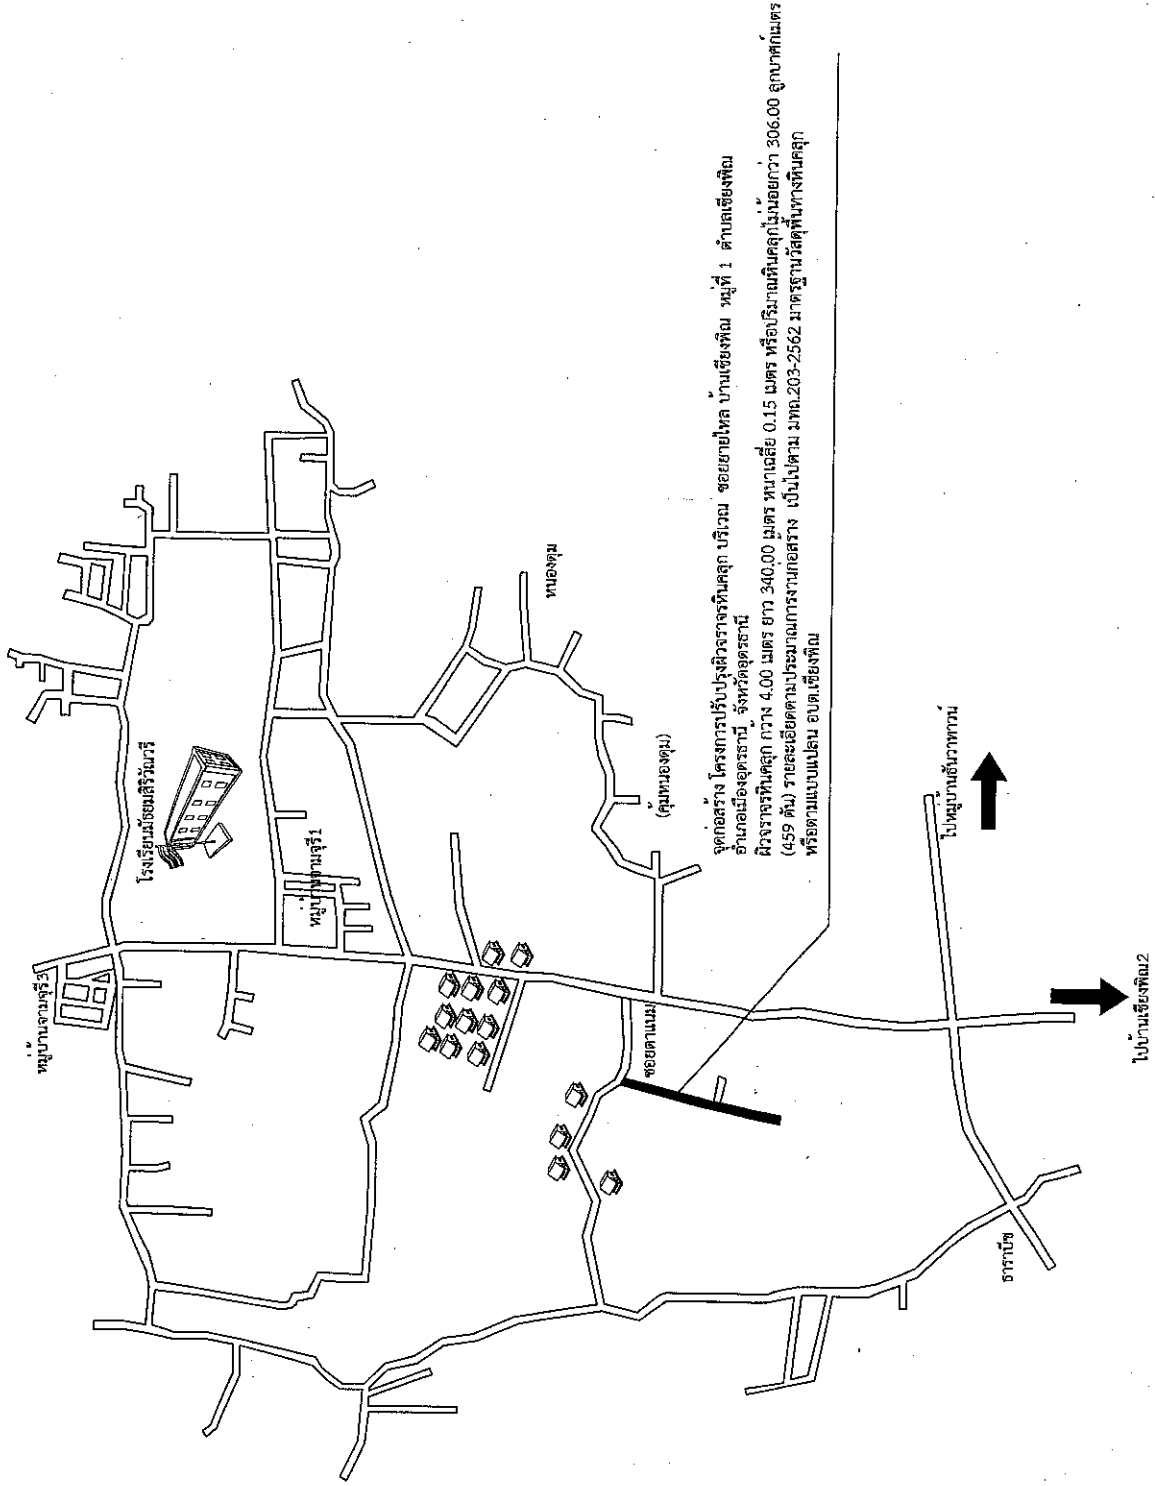 หมู่บ้านจามจุรี3
โรงเรียนมัธยมสิริวัณวรี
หมู่บ้านจามจุรี1
หนองตุม
(คุ้มหนองตุม)
ซอยตาแนม
จุดก่อสร้าง โครงการปรับปรุงผิวจราจรหินคลุก บริเวณ ซอยยายไหล บ้านเชียงพิณ หมู่ที่ 1 ตำบลเชียงพิณ
อำเภอเมืองอุดรธานี จังหวัดอุดรธานี
ผิวจราจรหินคลุก กว้าง 4.00 เมตร ยาว 340.00 เมตร หนาเฉลี่ย 0.15 เมตร หรือปริมาณหินคลุกไม่น้อยกว่า 306.00 ลูกบาศก์เมตร
(459 ตัน) รายละเอียดตามประมาณการงานก่อสร้าง เป็นไปตาม มทถ.203-2562 มาตรฐานวัสดุพื้นทางหินคลุก
หรือตามแบบแปลน อบต.เชียงพิณ
ไปหมู่บ้านธันวาทาวน์
ธาราบีช
ไปบ้านเชียงพิณ2